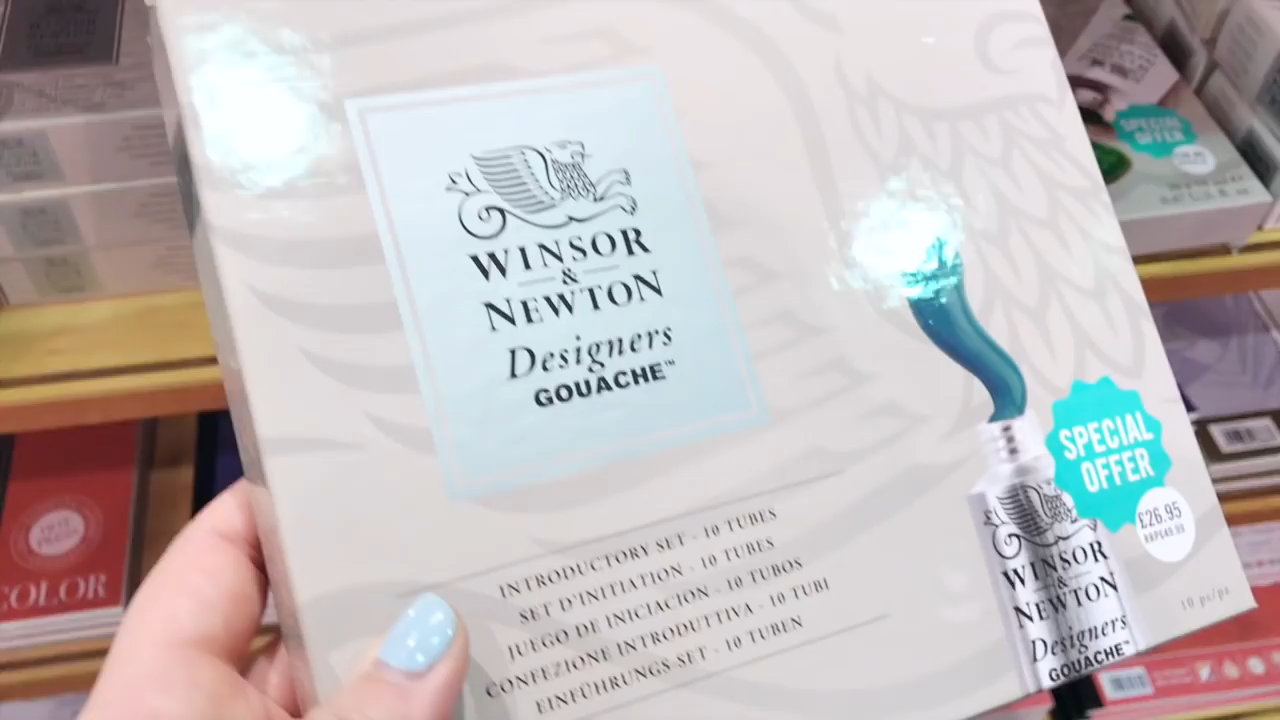 WINSOR
&
NEWTON
Designers
GOUACHE™
INTRODUCTORY SET - 10 TUBES
SET D'INITIATION - 10 TUBES
JUEGO DE INICIACIÓN - 10 TUBOS
CONFEZIONE INTRODUTTIVA - 10 TUBI
EINFÜHRUNGS-SET - 10 TUBEN
SPECIAL
OFFER
£26.95
WINSOR
&
NEWTON
Designers
GOUACHE™
10 pc/ps
SPECIAL
OFFER
COLOR